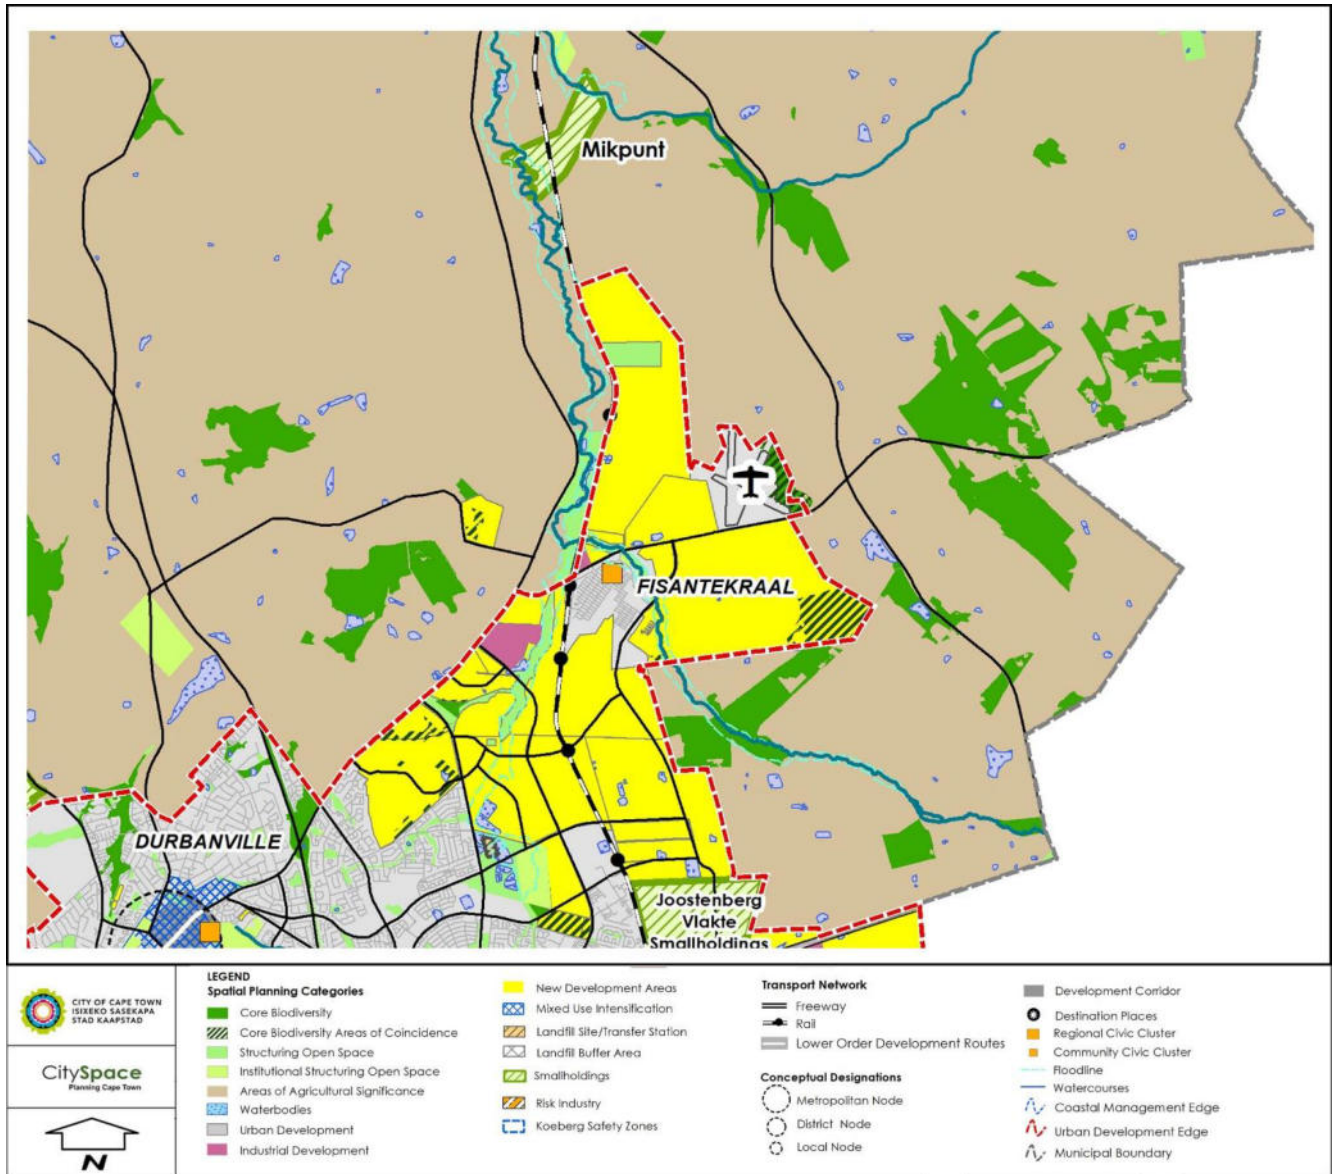 Mikpunt
FISANTEKRAAL
DURBANVILLE
Joostenberg
Vlakte
Smallholdings
CITY OF CAPE TOWN
ISIXEKO SASEKAPA
STAD KAAPSTAD
CitySpace
Planning Cape Town
N
LEGEND
Spatial Planning Categories
Core Biodiversity
Core Biodiversity Areas of Coincidence
Structuring Open Space
Institutional Structuring Open Space
Areas of Agricultural Significance
Waterbodies
Urban Development
Industrial Development
New Development Areas
Mixed Use Intensification
Landfill Site/Transfer Station
Landfill Buffer Area
Smallholdings
Risk Industry
Koeberg Safety Zones
Transport Network
Freeway
Rail
Lower Order Development Routes
Conceptual Designations
Metropolitan Node
District Node
Local Node
Development Corridor
Destination Places
Regional Civic Cluster
Community Civic Cluster
Floodline
Watercourses
Coastal Management Edge
Urban Development Edge
Municipal Boundary